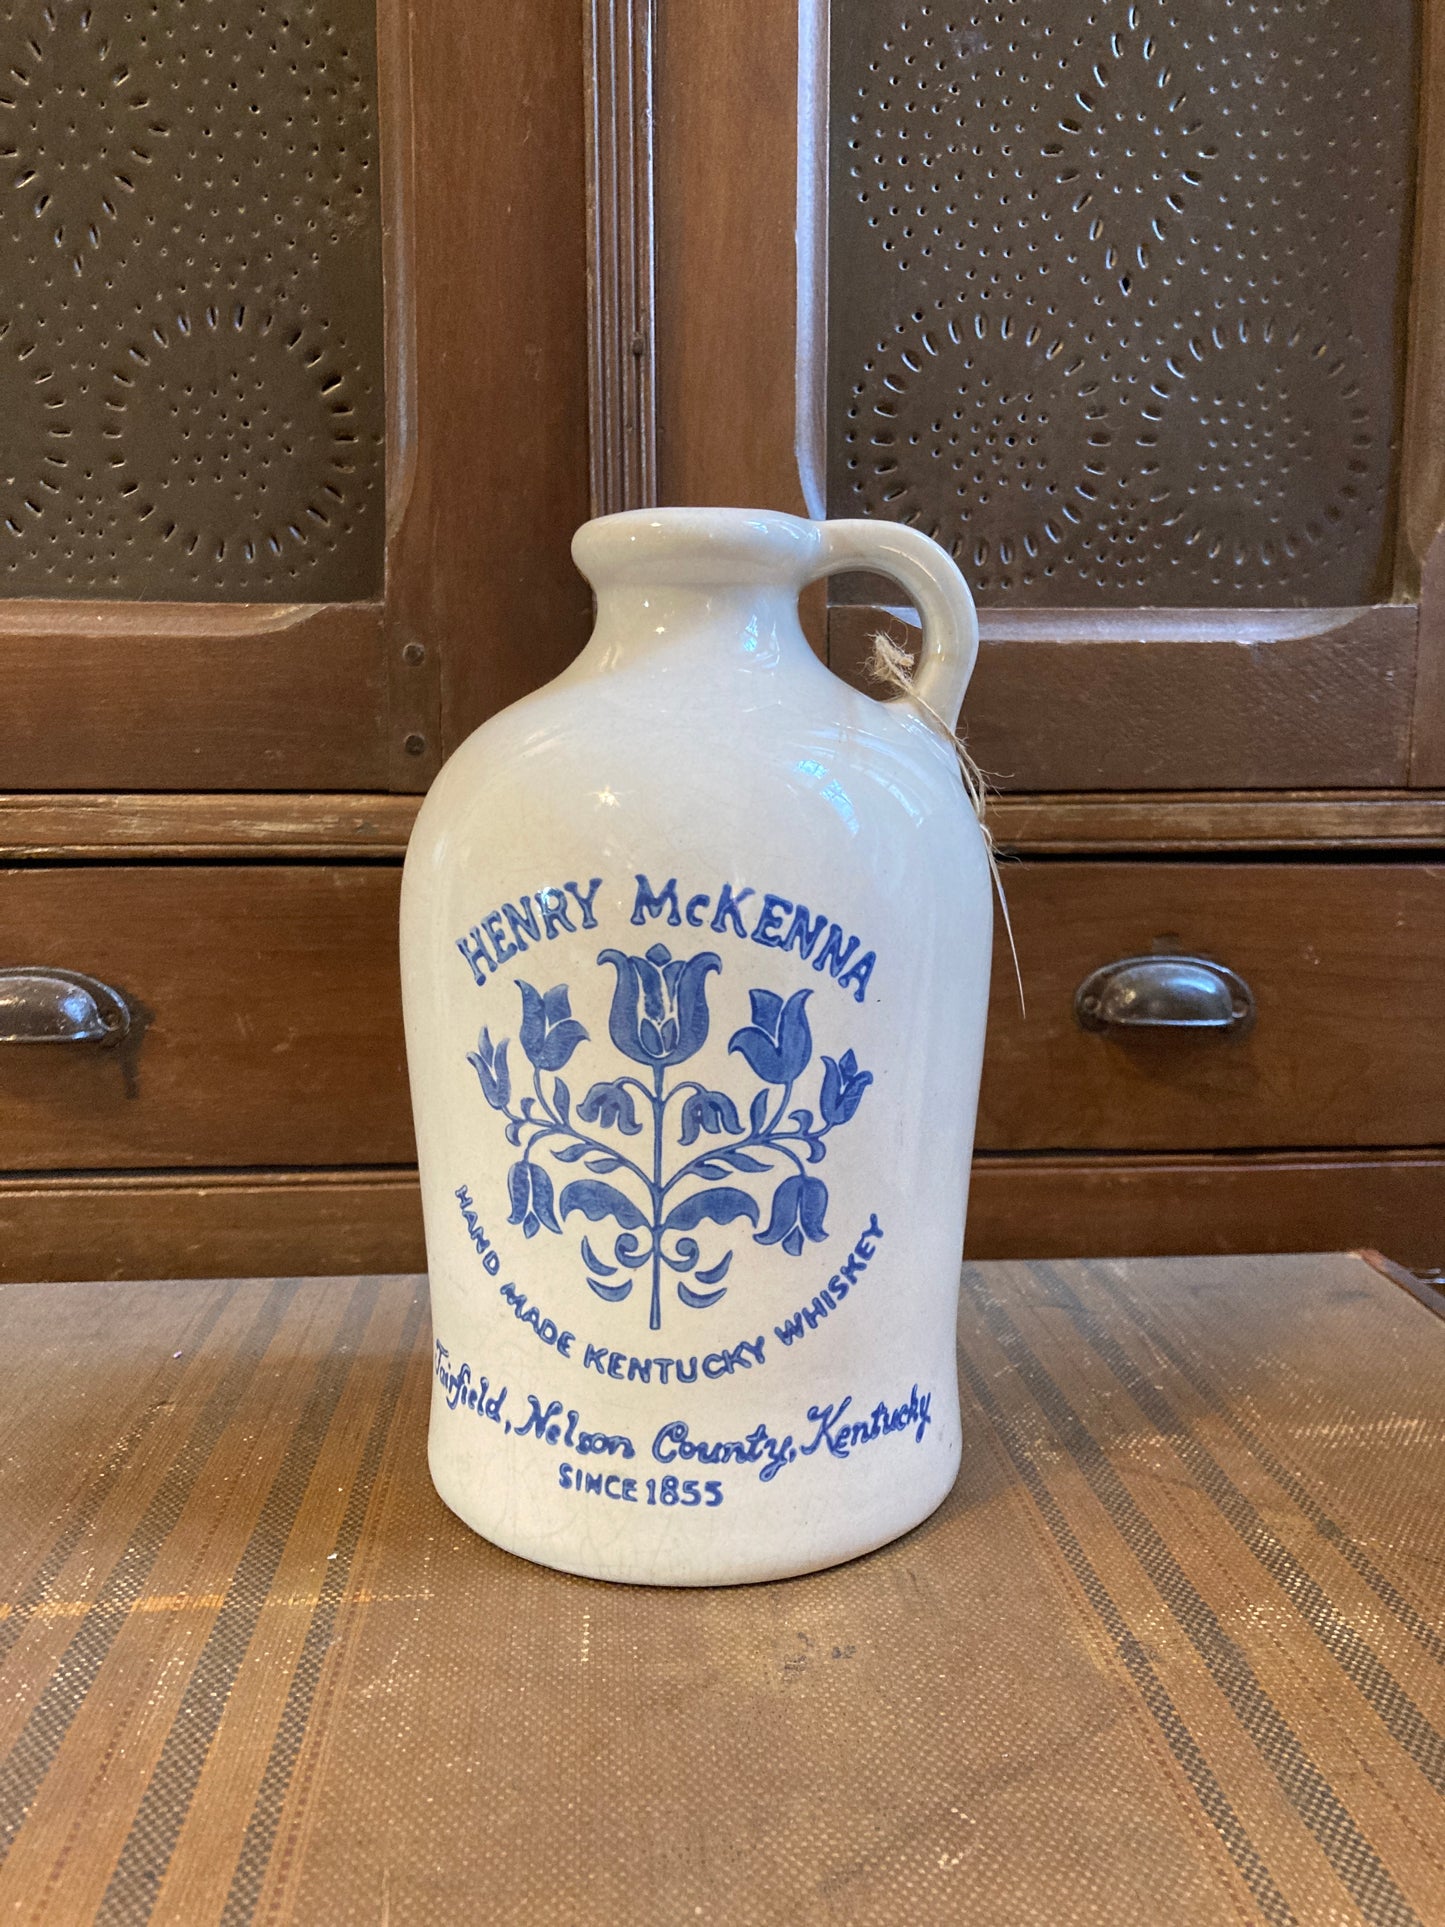 HENRY McKENNA
HAND MADE KENTUCKY WHISKEY
Fairfield, Nelson County, Kentucky
SINCE 1855